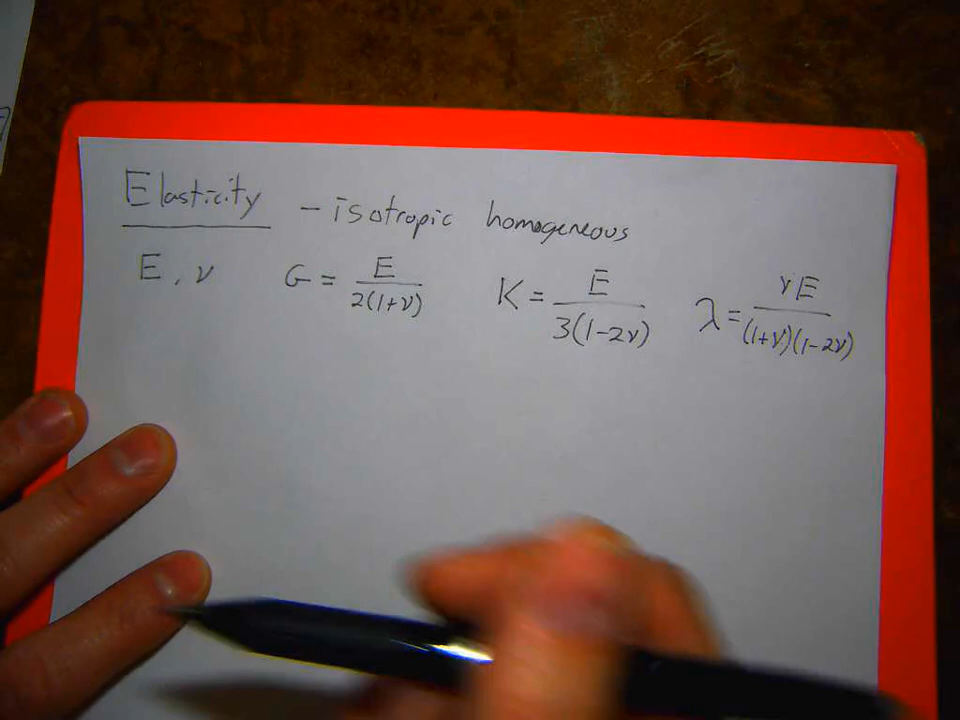 Elasticity - isotropic homogeneous
E, ν G = E/2(1+ν) K = E/3(1-2ν) λ = νE/(1+ν)(1-2ν)